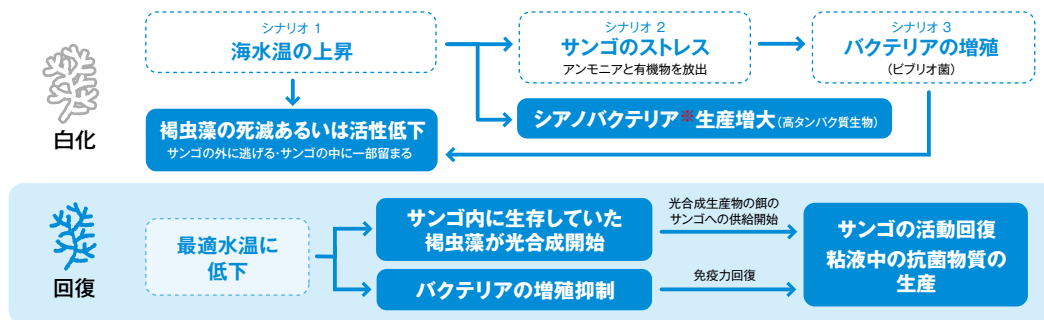 シナリオ 1
海水温の上昇
シナリオ 2
サンゴのストレス
アンモニアと有機物を放出
シナリオ 3
バクテリアの増殖
(ビブリオ菌)
白化
褐虫藻の死滅あるいは活性低下
サンゴの外に逃げる・サンゴの中に一部留まる
シアノバクテリア※生産増大(高タンパク質生物)
回復
最適水温に
低下
サンゴ内に生存していた
褐虫藻が光合成開始
光合成生産物の餌の
サンゴへの供給開始
サンゴの活動回復
粘液中の抗菌物質の
生産
バクテリアの増殖抑制
免疫力回復